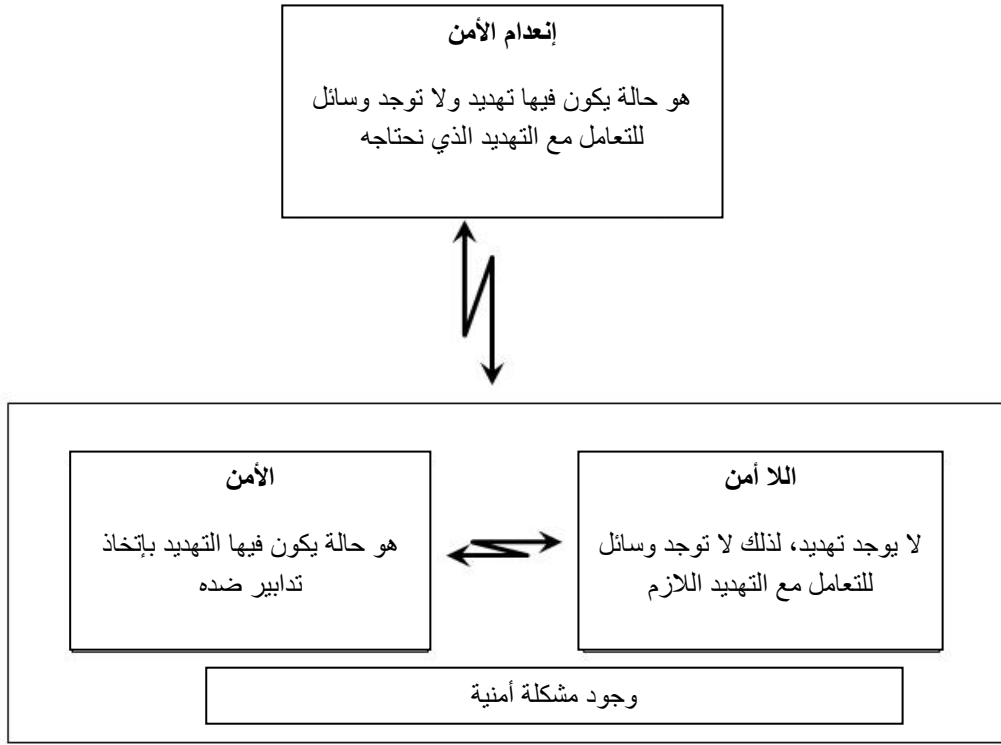 إنعدام الأمن
هو حالة يكون فيها تهديد ولا توجد وسائل
للتعامل مع التهديد الذي نحتاجه
اللا أمن
لا يوجد تهديد، لذلك لا توجد وسائل
للتعامل مع التهديد اللازم
الأمن
هو حالة يكون فيها التهديد بإتخاذ
تدابير ضده
وجود مشكلة أمنية